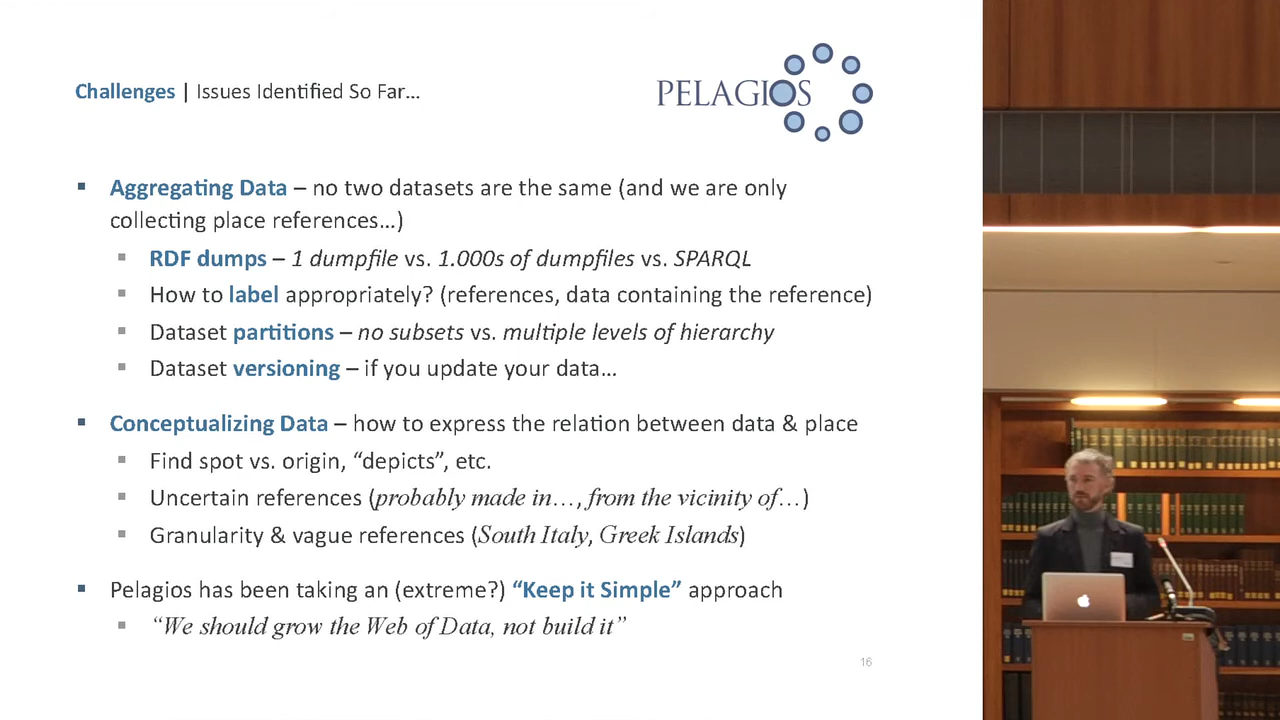 Challenges | Issues Identified So Far...
PELAGIOS
▪ Aggregating Data – no two datasets are the same (and we are only
collecting place references...)
▪ RDF dumps – 1 dumpfile vs. 1.000s of dumpfiles vs. SPARQL
▪ How to label appropriately? (references, data containing the reference)
▪ Dataset partitions – no subsets vs. multiple levels of hierarchy
▪ Dataset versioning – if you update your data...
▪ Conceptualizing Data – how to express the relation between data & place
▪ Find spot vs. origin, “depicts”, etc.
▪ Uncertain references (probably made in..., from the vicinity of...)
▪ Granularity & vague references (South Italy, Greek Islands)
▪ Pelagios has been taking an (extreme?) “Keep it Simple” approach
▪ “We should grow the Web of Data, not build it”
16